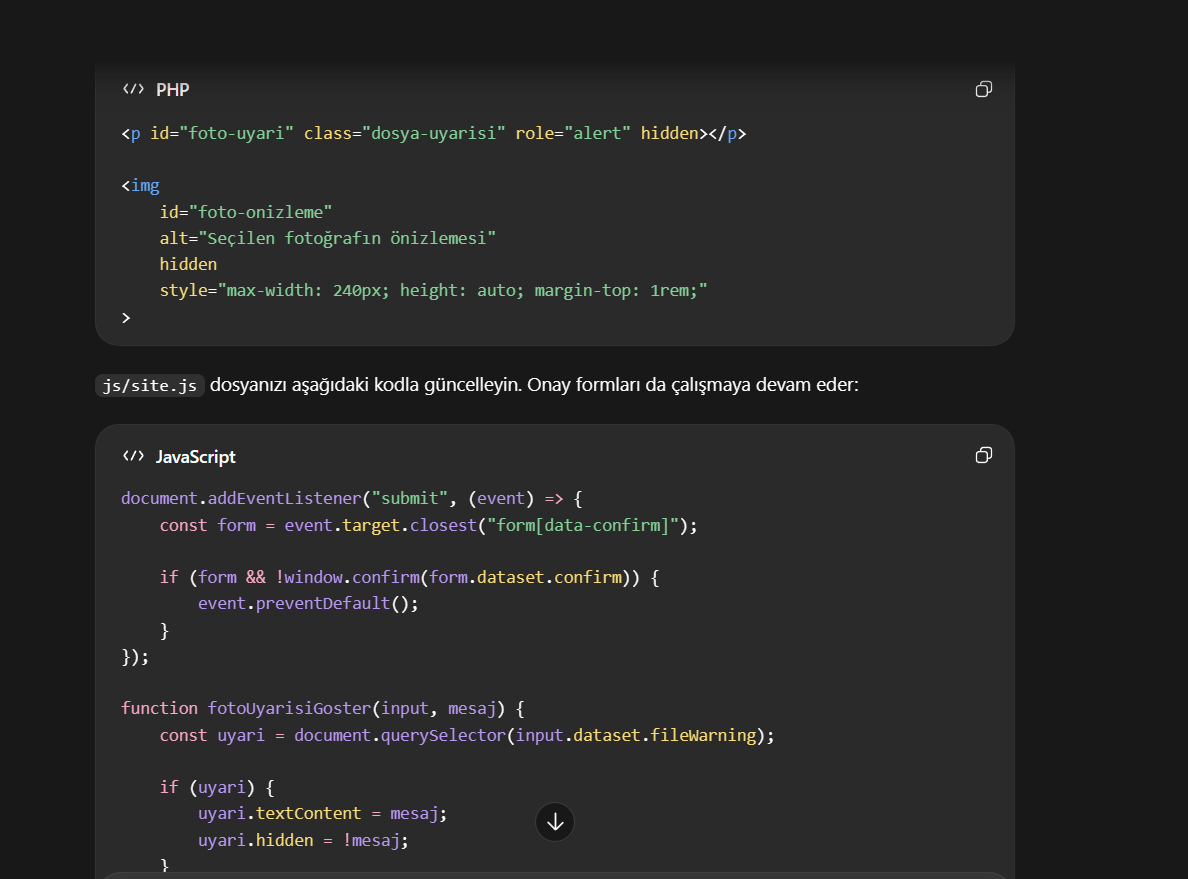 PHP
<p id="foto-uyari" class="dosya-uyarisi" role="alert" hidden></p>
<img
id="foto-onizleme"
alt="Seçilen fotoğrafın önizlemesi"
hidden
style="max-width: 240px; height: auto; margin-top: 1rem;"
>
js/site.js dosyanızı aşağıdaki kodla güncelleyin. Onay formları da çalışmaya devam eder:
JavaScript
document.addEventListener("submit", (event) => {
const form = event.target.closest("form[data-confirm]");
if (form && !window.confirm(form.dataset.confirm)) {
event.preventDefault();
}
});
function fotoUyarisiGoster(input, mesaj) {
const uyari = document.querySelector(input.dataset.fileWarning);
if (uyari) {
uyari.textContent = mesaj;
uyari.hidden = !mesaj;
}